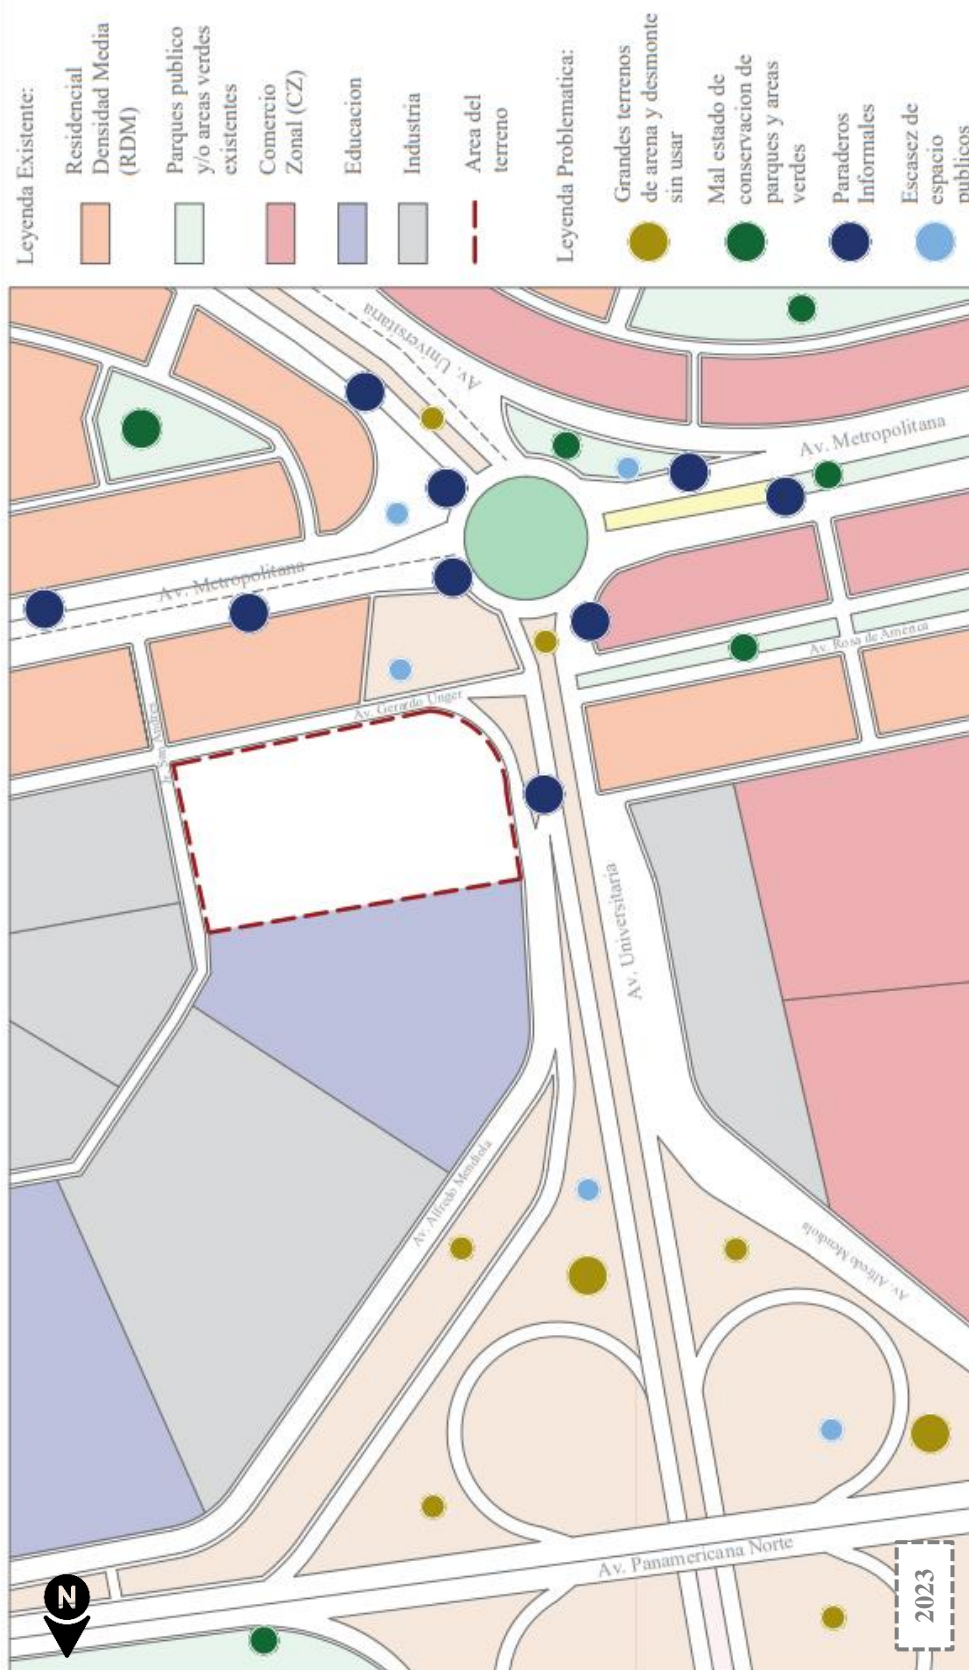 Leyenda Existente:
Residencial
Densidad Media
(RDM)
Parques publico
y/o areas verdes
existentes
Comercio
Zonal (CZ)
Educacion
Industria
Area del
terreno
Leyenda Problematica:
Grandes terrenos
de arena y desmonte
sin usar
Mal estado de
conservacion de
parques y areas
verdes
Paraderos
Informales
Escasez de
espacio
publicos
Av. Universitaria
Av. Metropolitana
Av. Metropolitana
Av. Rosa de America
Av. Gerardo Unger
Jr. San Andres
Av. Universitaria
Av. Alfredo Mendiola
Av. Alfredo Mendiola
Av. Panamericana Norte
N
2023